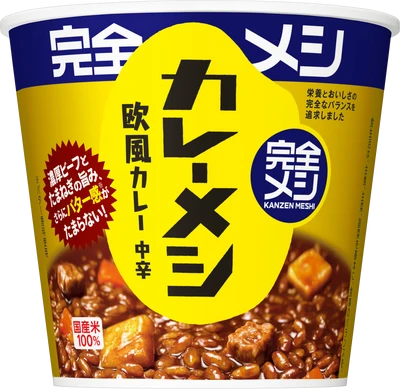 完全メシ
栄養とおいしさの
完全なバランスを
追求しました
カレーメシ
欧風カレー 中辛
完全
メシ
KANZEN MESHI
濃厚ビーフと
たまねぎの旨み、
さらにバター感が
たまらない!
国産米
100%